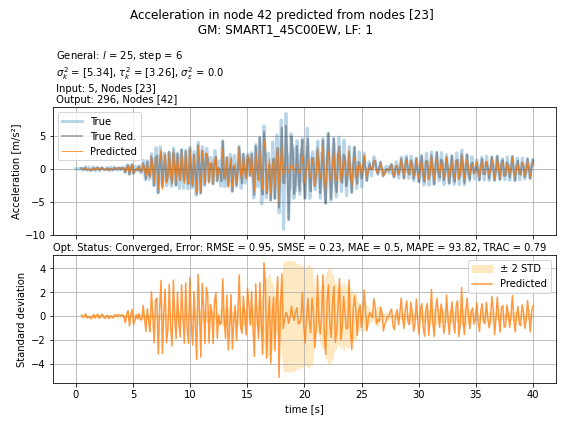 Acceleration in node 42 predicted from nodes [23]
GM: SMART1_45C00EW, LF: 1
General: l = 25, step = 6
σ²ₖ = [5.34], τ²ₖ = [3.26], σ²ε = 0.0
Input: 5, Nodes [23]
Output: 296, Nodes [42]
True
True Red.
Predicted
Acceleration [m/s²]
5
0
−5
−10
Opt. Status: Converged, Error: RMSE = 0.95, SMSE = 0.23, MAE = 0.5, MAPE = 93.82, TRAC = 0.79
± 2 STD
Predicted
Standard deviation
4
2
0
−2
−4
0 5 10 15 20 25 30 35 40
time [s]